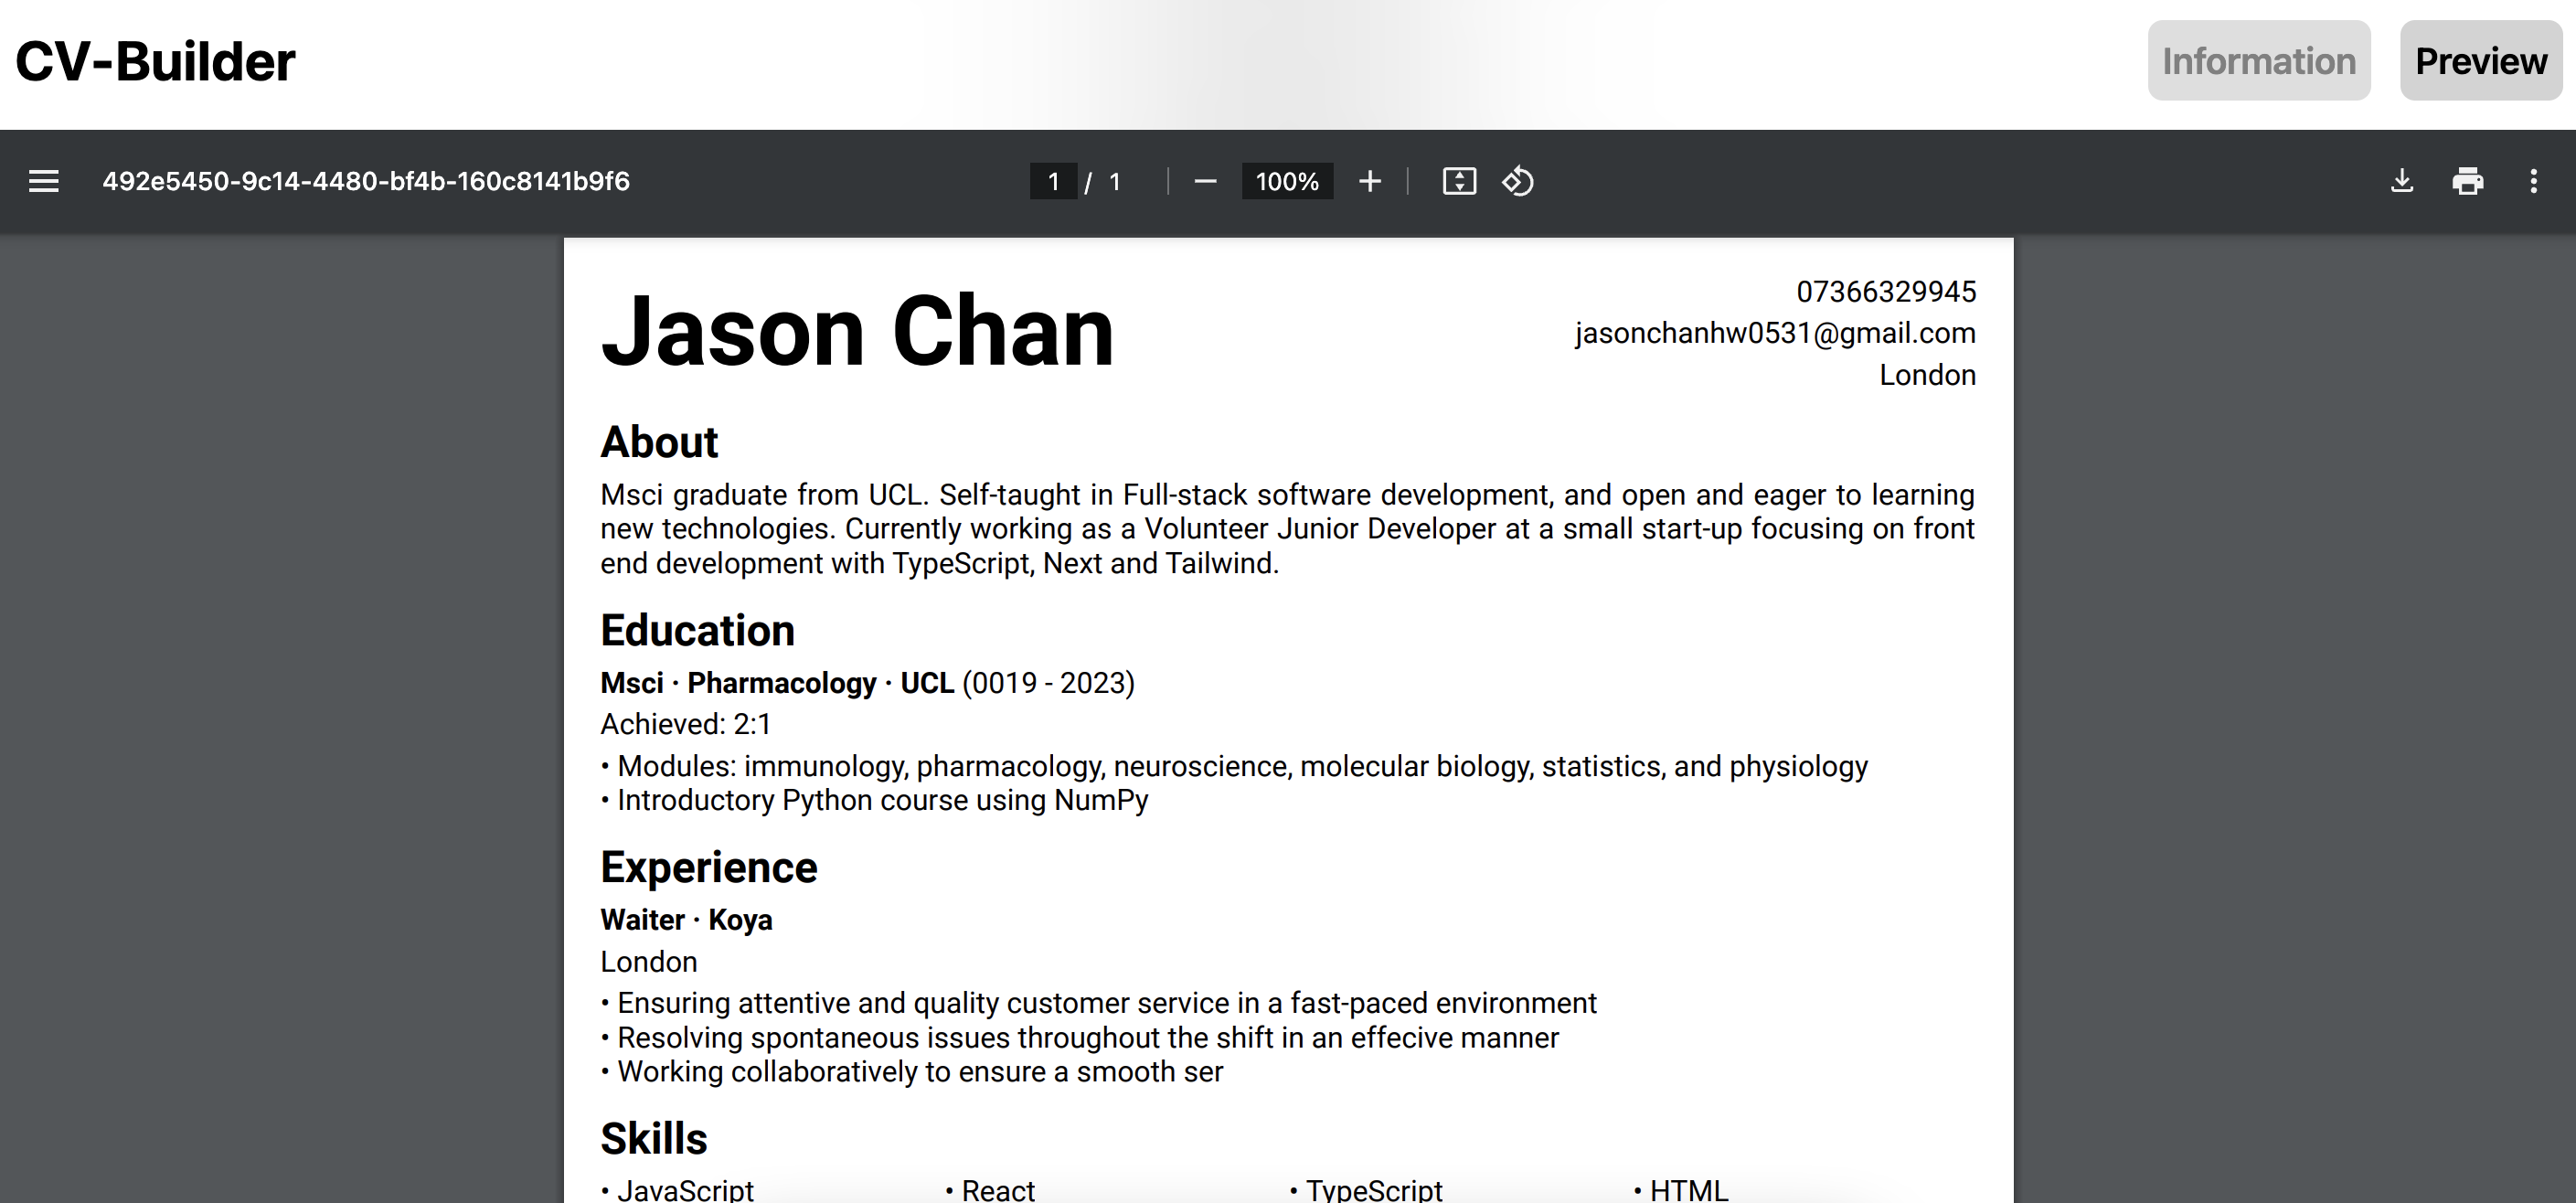 CV-Builder
Information
Preview
492e5450-9c14-4480-bf4b-160c8141b9f6
1 / 1
100%
Jason Chan
07366329945
jasonchanhw0531@gmail.com
London
About
Msci graduate from UCL. Self-taught in Full-stack software development, and open and eager to learning
new technologies. Currently working as a Volunteer Junior Developer at a small start-up focusing on front
end development with TypeScript, Next and Tailwind.
Education
Msci · Pharmacology · UCL (0019 - 2023)
Achieved: 2:1
• Modules: immunology, pharmacology, neuroscience, molecular biology, statistics, and physiology
• Introductory Python course using NumPy
Experience
Waiter · Koya
London
• Ensuring attentive and quality customer service in a fast-paced environment
• Resolving spontaneous issues throughout the shift in an effecive manner
• Working collaboratively to ensure a smooth ser
Skills
• JavaScript • React • TypeScript • HTML